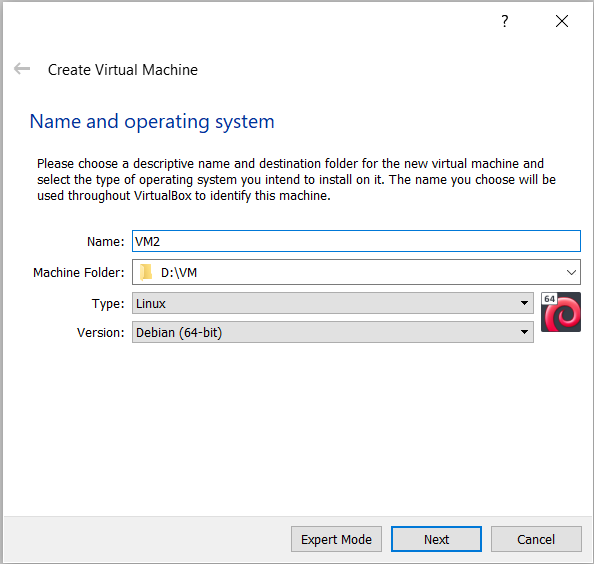 ?
Create Virtual Machine
Name and operating system
Please choose a descriptive name and destination folder for the new virtual machine and
select the type of operating system you intend to install on it. The name you choose will be
used throughout VirtualBox to identify this machine.
Name: VM2
Machine Folder: D:\VM
Type: Linux
64
Version: Debian (64-bit)
Expert Mode Next Cancel